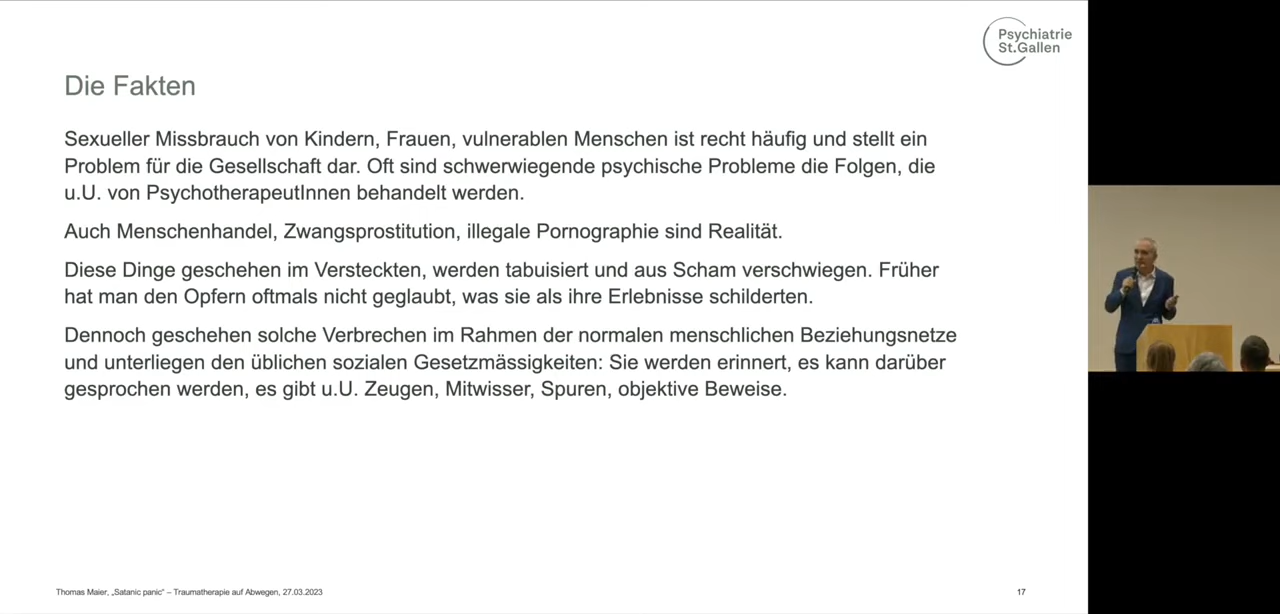 Psychiatrie
St.Gallen
Die Fakten
Sexueller Missbrauch von Kindern, Frauen, vulnerablen Menschen ist recht häufig und stellt ein
Problem für die Gesellschaft dar. Oft sind schwerwiegende psychische Probleme die Folgen, die
u.U. von PsychotherapeutInnen behandelt werden.
Auch Menschenhandel, Zwangsprostitution, illegale Pornographie sind Realität.
Diese Dinge geschehen im Versteckten, werden tabuisiert und aus Scham verschwiegen. Früher
hat man den Opfern oftmals nicht geglaubt, was sie als ihre Erlebnisse schilderten.
Dennoch geschehen solche Verbrechen im Rahmen der normalen menschlichen Beziehungsnetze
und unterliegen den üblichen sozialen Gesetzmässigkeiten: Sie werden erinnert, es kann darüber
gesprochen werden, es gibt u.U. Zeugen, Mitwisser, Spuren, objektive Beweise.
Thomas Maier, „Satanic panic“ – Traumatherapie auf Abwegen, 27.03.2023
17